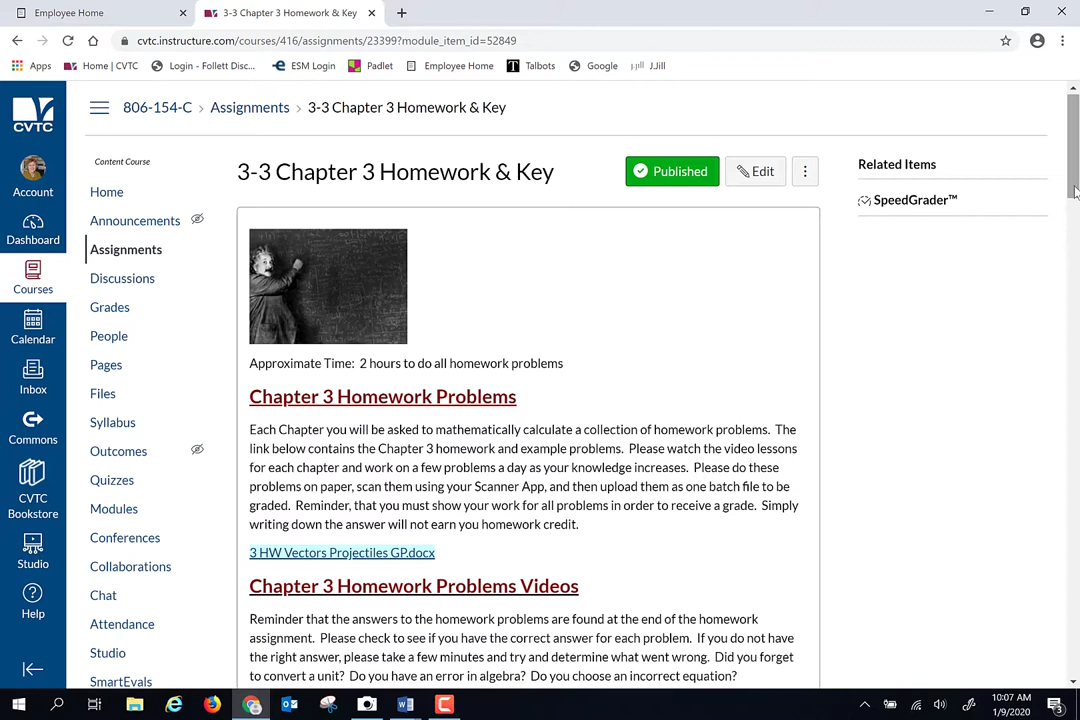 Employee Home
3-3 Chapter 3 Homework & Key
cvtc.instructure.com/courses/416/assignments/23399?module_item_id=52849
Apps
Home | CVTC
Login - Follett Disc...
ESM Login
Padlet
Employee Home
Talbots
Google
J.Jill
CVTC
Account
Dashboard
Courses
Calendar
Inbox
Commons
CVTC
Bookstore
Studio
Help
806-154-C > Assignments > 3-3 Chapter 3 Homework & Key
Content Course
Home
Announcements
Assignments
Discussions
Grades
People
Pages
Files
Syllabus
Outcomes
Quizzes
Modules
Conferences
Collaborations
Chat
Attendance
Studio
SmartEvals
3-3 Chapter 3 Homework & Key
Published
Edit
Related Items
SpeedGrader™
Approximate Time: 2 hours to do all homework problems
Chapter 3 Homework Problems
Each Chapter you will be asked to mathematically calculate a collection of homework problems. The
link below contains the Chapter 3 homework and example problems. Please watch the video lessons
for each chapter and work on a few problems a day as your knowledge increases. Please do these
problems on paper, scan them using your Scanner App, and then upload them as one batch file to be
graded. Reminder, that you must show your work for all problems in order to receive a grade. Simply
writing down the answer will not earn you homework credit.
3 HW Vectors Projectiles GP.docx
Chapter 3 Homework Problems Videos
Reminder that the answers to the homework problems are found at the end of the homework
assignment. Please check to see if you have the correct answer for each problem. If you do not have
the right answer, please take a few minutes and try and determine what went wrong. Did you forget
to convert a unit? Do you have an error in algebra? Do you choose an incorrect equation?
10:07 AM
1/9/2020
3